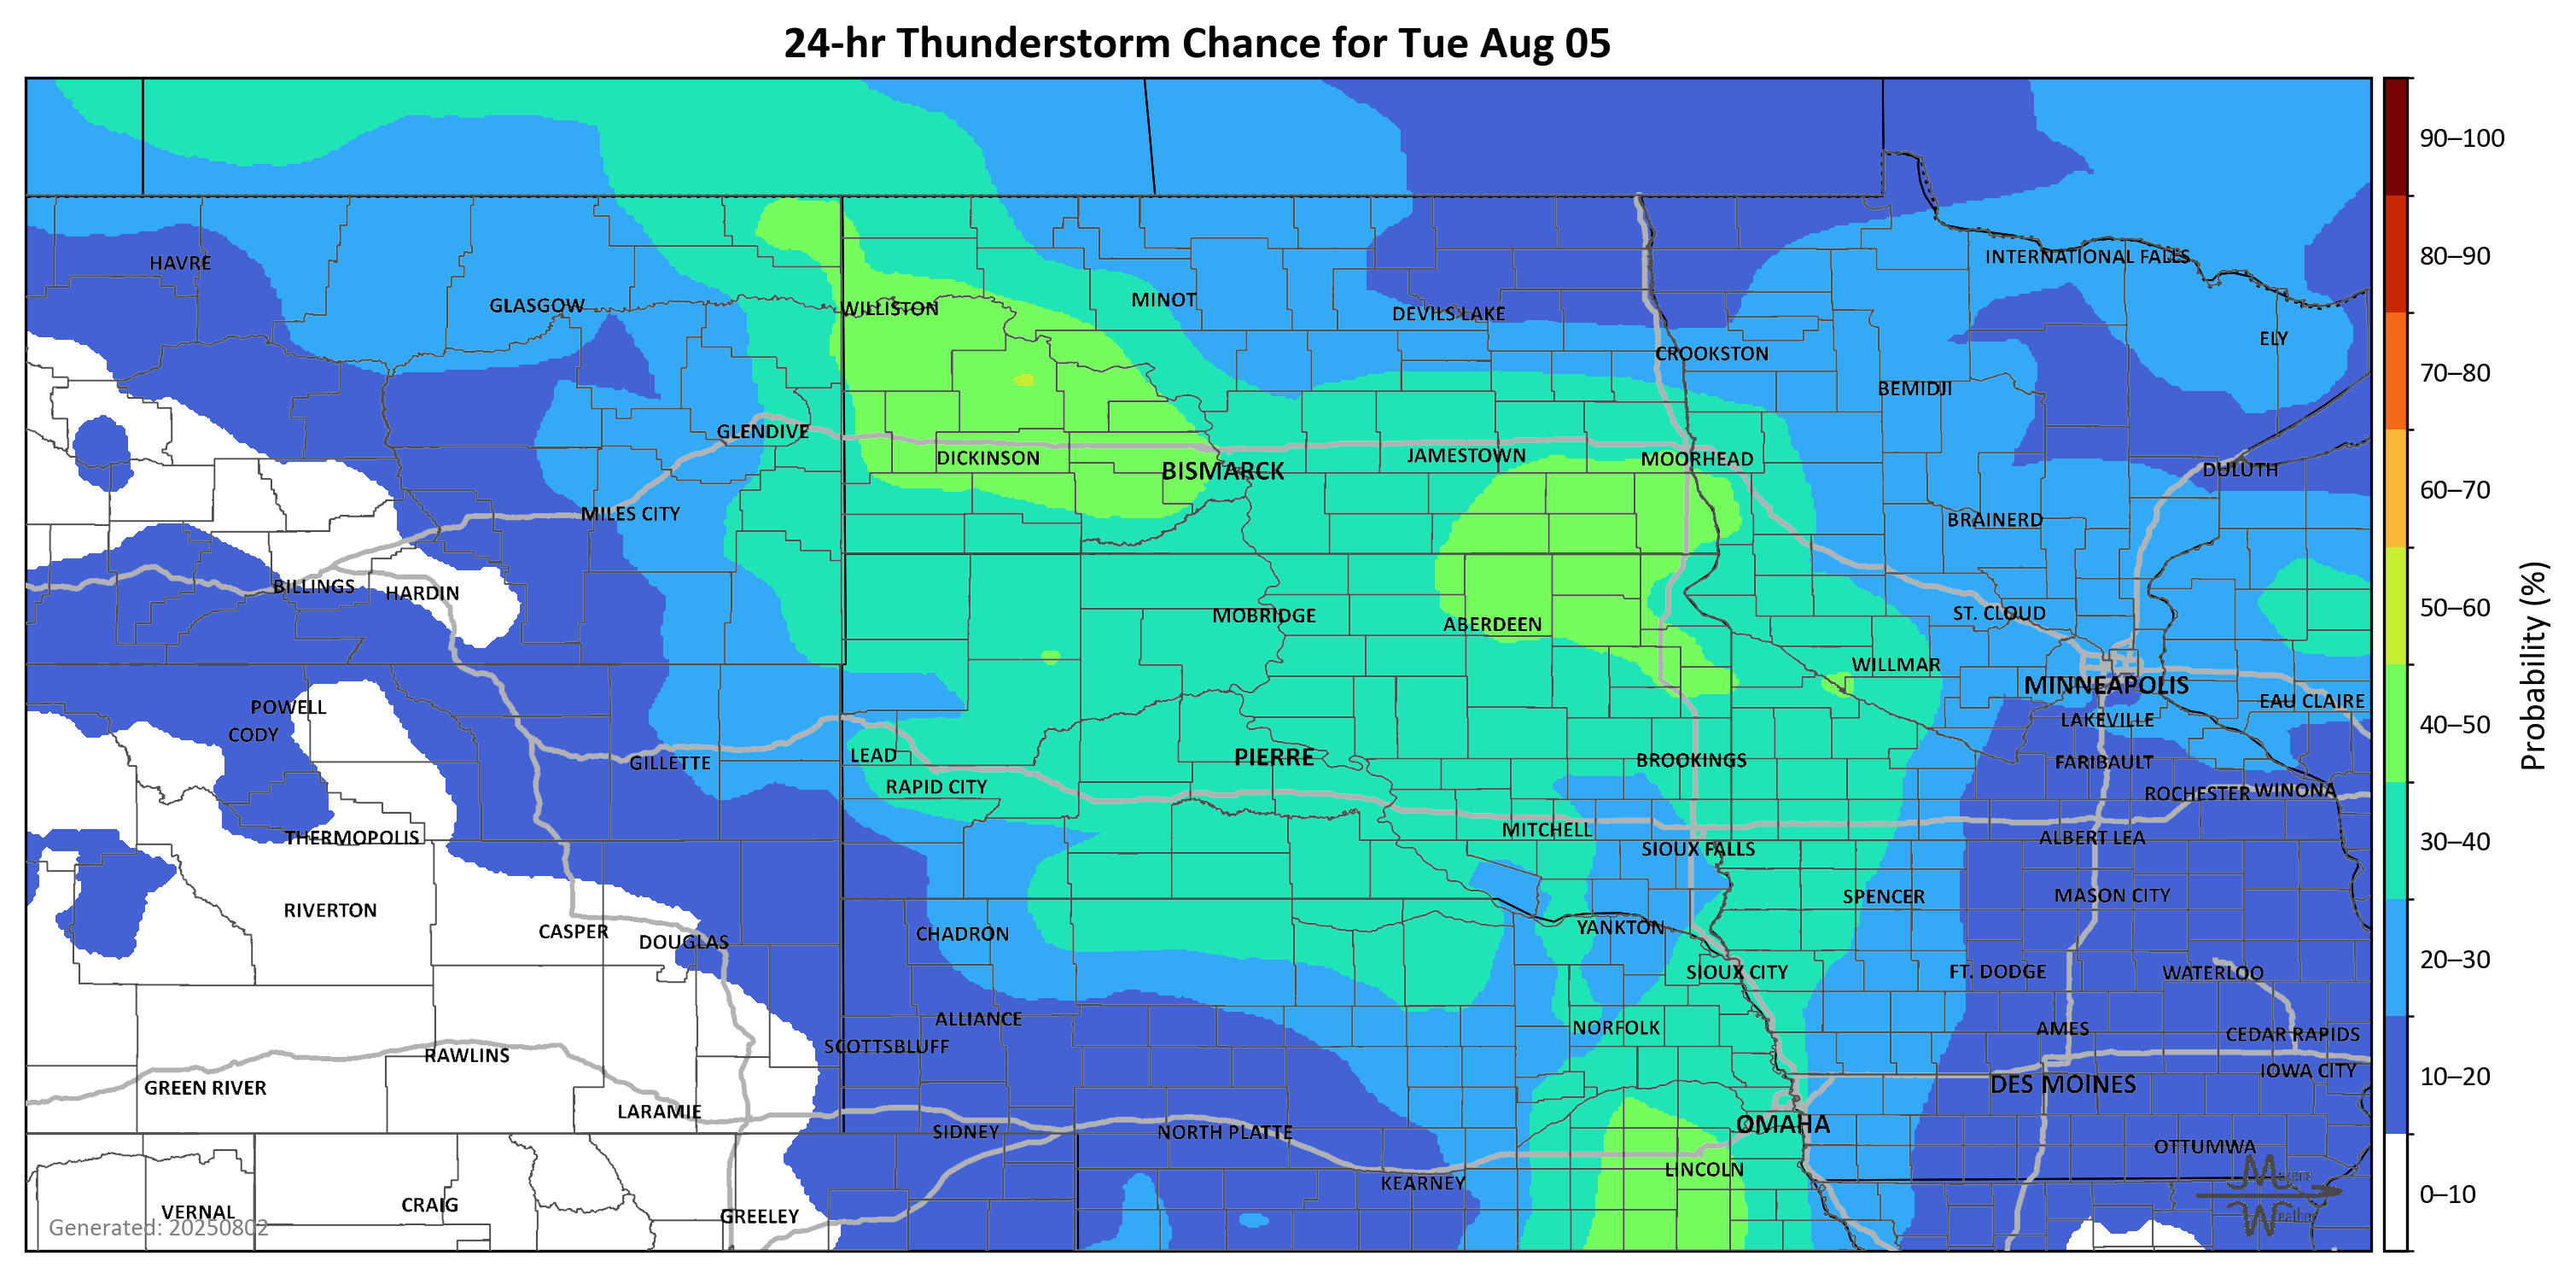 24-hr Thunderstorm Chance for Tue Aug 05
90–100
HAVRE
INTERNATIONAL FALLS
80–90
GLASGOW
WILLISTON
MINOT
DEVILS LAKE
ELY
CROOKSTON
70–80
BEMIDJI
GLENDIVE
DICKINSON
BISMARCK
JAMESTOWN
MOORHEAD
DULUTH
60–70
MILES CITY
BRAINERD
BILLINGS
HARDIN
MOBRIDGE
ABERDEEN
ST. CLOUD
50–60
WILLMAR
MINNEAPOLIS
EAU CLAIRE
POWELL
CODY
LAKEVILLE
40–50
Probability (%)
GILLETTE
LEAD
PIERRE
BROOKINGS
FARIBAULT
RAPID CITY
ROCHESTER
WINONA
THERMOPOLIS
MITCHELL
ALBERT LEA
30–40
SIOUX FALLS
RIVERTON
SPENCER
MASON CITY
CASPER
DOUGLAS
CHADRON
YANKTON
20–30
SIOUX CITY
FT. DODGE
WATERLOO
ALLIANCE
NORFOLK
AMES
CEDAR RAPIDS
SCOTTSBLUFF
RAWLINS
IOWA CITY
10–20
GREEN RIVER
DES MOINES
LARAMIE
OMAHA
SIDNEY
NORTH PLATTE
OTTUMWA
LINCOLN
KEARNEY
Makens
0–10
VERNAL
CRAIG
GREELEY
Weather
Generated: 20250802